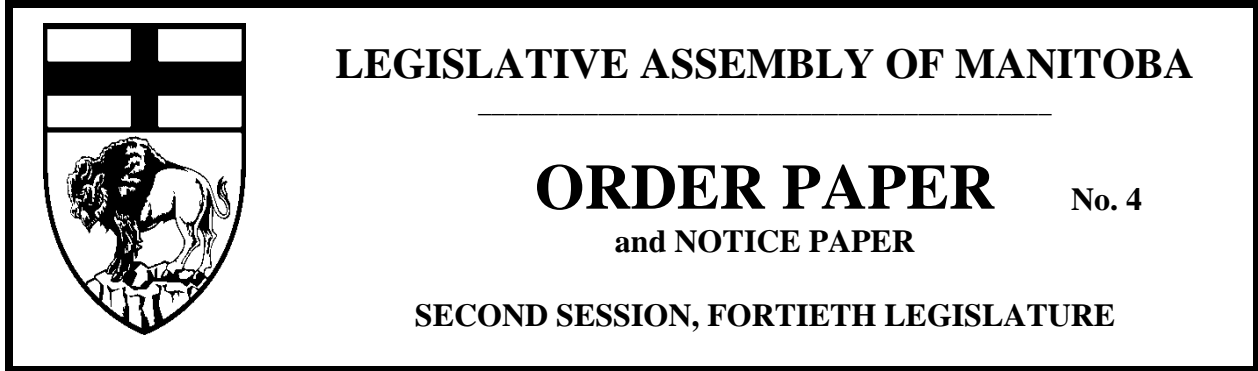 LEGISLATIVE ASSEMBLY OF MANITOBA
ORDER PAPER No. 4
and NOTICE PAPER
SECOND SESSION, FORTIETH LEGISLATURE